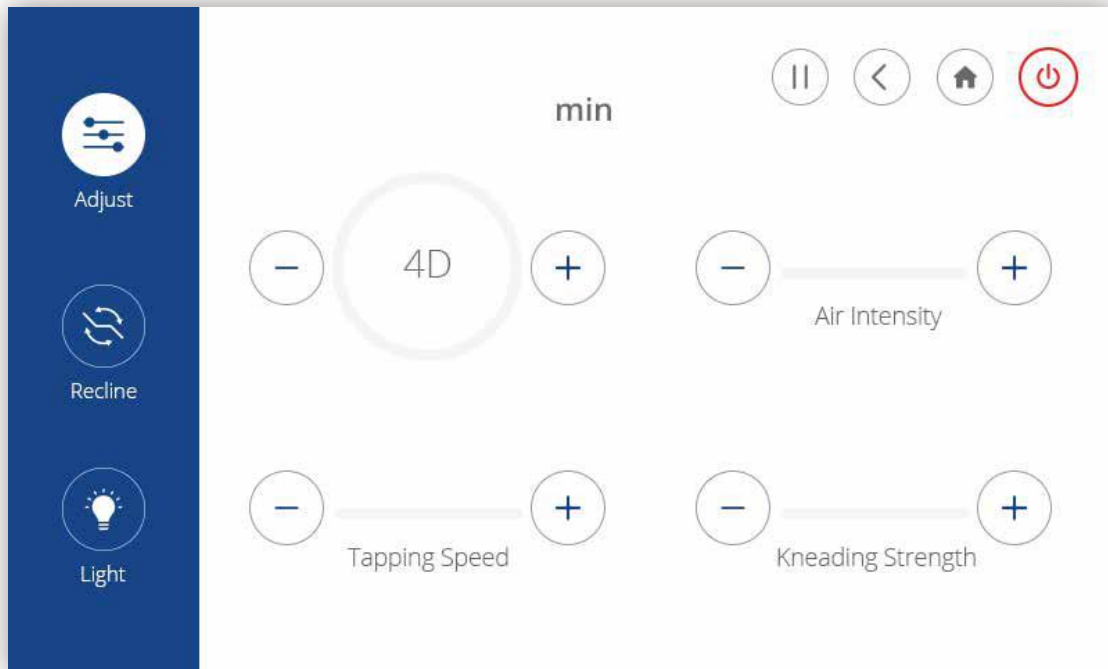 min
Adjust
4D
Air Intensity
Recline
Tapping Speed
Kneading Strength
Light